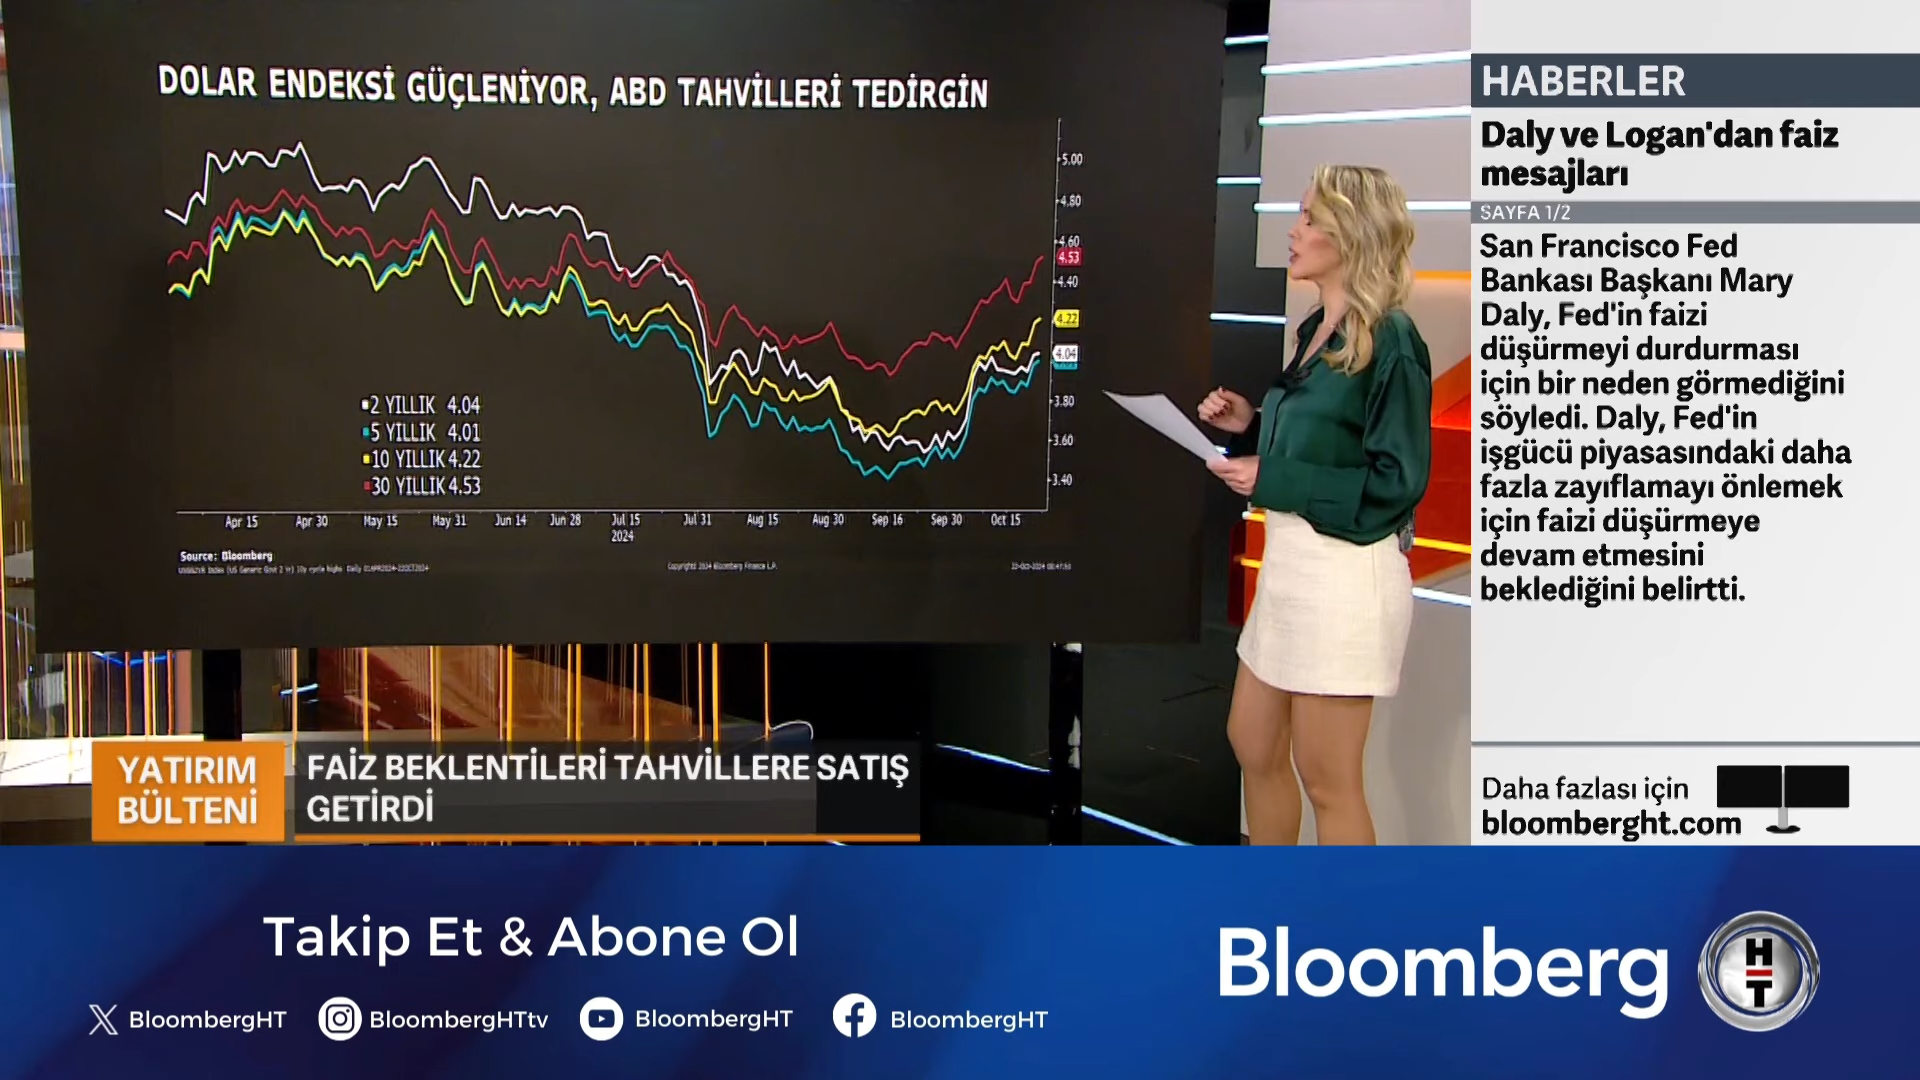 DOLAR ENDEKSİ GÜÇLENİYOR, ABD TAHVİLLERİ TEDİRGİN
5.00
4.80
4.60
4.53
4.40
4.22
4.04
3.80
3.60
3.40
2 YILLIK 4.04
5 YILLIK 4.01
10 YILLIK 4.22
30 YILLIK 4.53
Apr 15 Apr 30 May 15 May 31 Jun 14 Jun 28 Jul 15 Jul 31 Aug 15 Aug 30 Sep 16 Sep 30 Oct 15
2024
Source: Bloomberg
Copyright 2024 Bloomberg Finance L.P.
YATIRIM
BÜLTENİ
FAİZ BEKLENTİLERİ TAHVİLLERE SATIŞ
GETİRDİ
HABERLER
Daly ve Logan'dan faiz
mesajları
SAYFA 1/2
San Francisco Fed
Bankası Başkanı Mary
Daly, Fed'in faizi
düşürmeyi durdurması
için bir neden görmediğini
söyledi. Daly, Fed'in
işgücü piyasasındaki daha
fazla zayıflamayı önlemek
için faizi düşürmeye
devam etmesini
beklediğini belirtti.
Daha fazlası için
bloomberght.com
Takip Et & Abone Ol
BloombergHT
BloombergHTtv
BloombergHT
BloombergHT
Bloomberg
HT